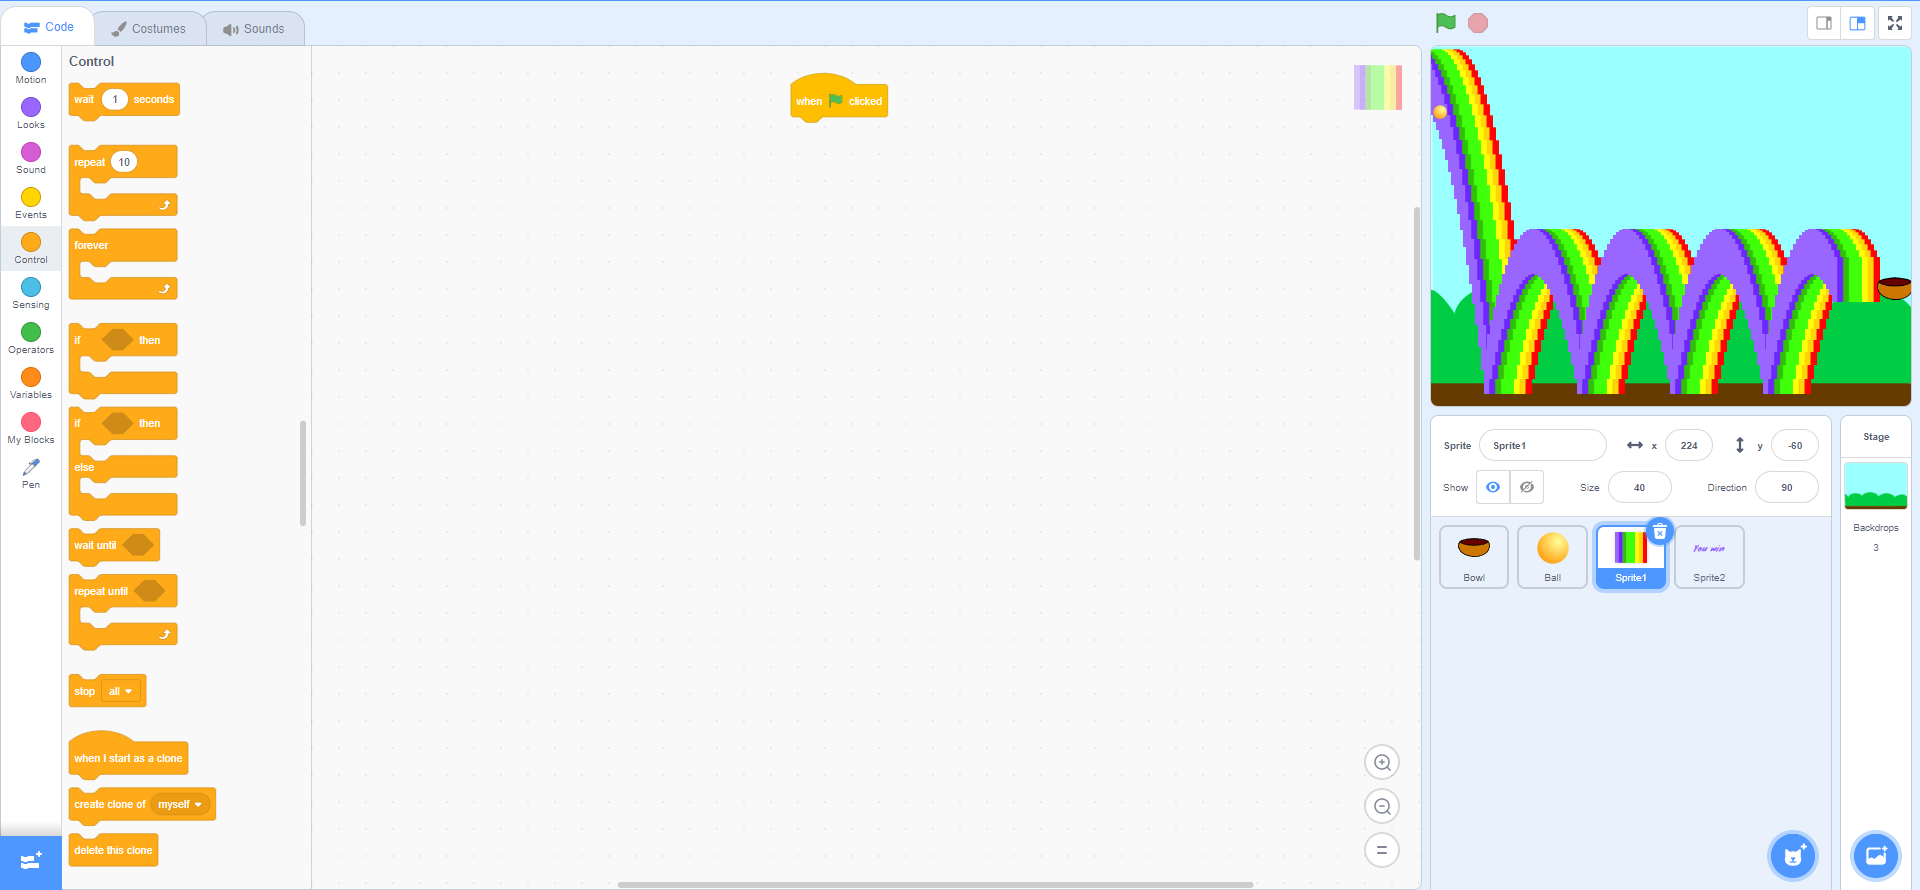 Code
Costumes
Sounds
Motion
Looks
Sound
Events
Control
Sensing
Operators
Variables
My Blocks
Pen
Control
wait 1 seconds
repeat 10
forever
if then
if then
else
wait until
repeat until
stop all
when I start as a clone
create clone of myself
delete this clone
when clicked
Sprite Sprite1 x 224 y -60
Show Size 40 Direction 90
Bowl
Ball
Sprite1
You win
Sprite2
Stage
Backdrops
3